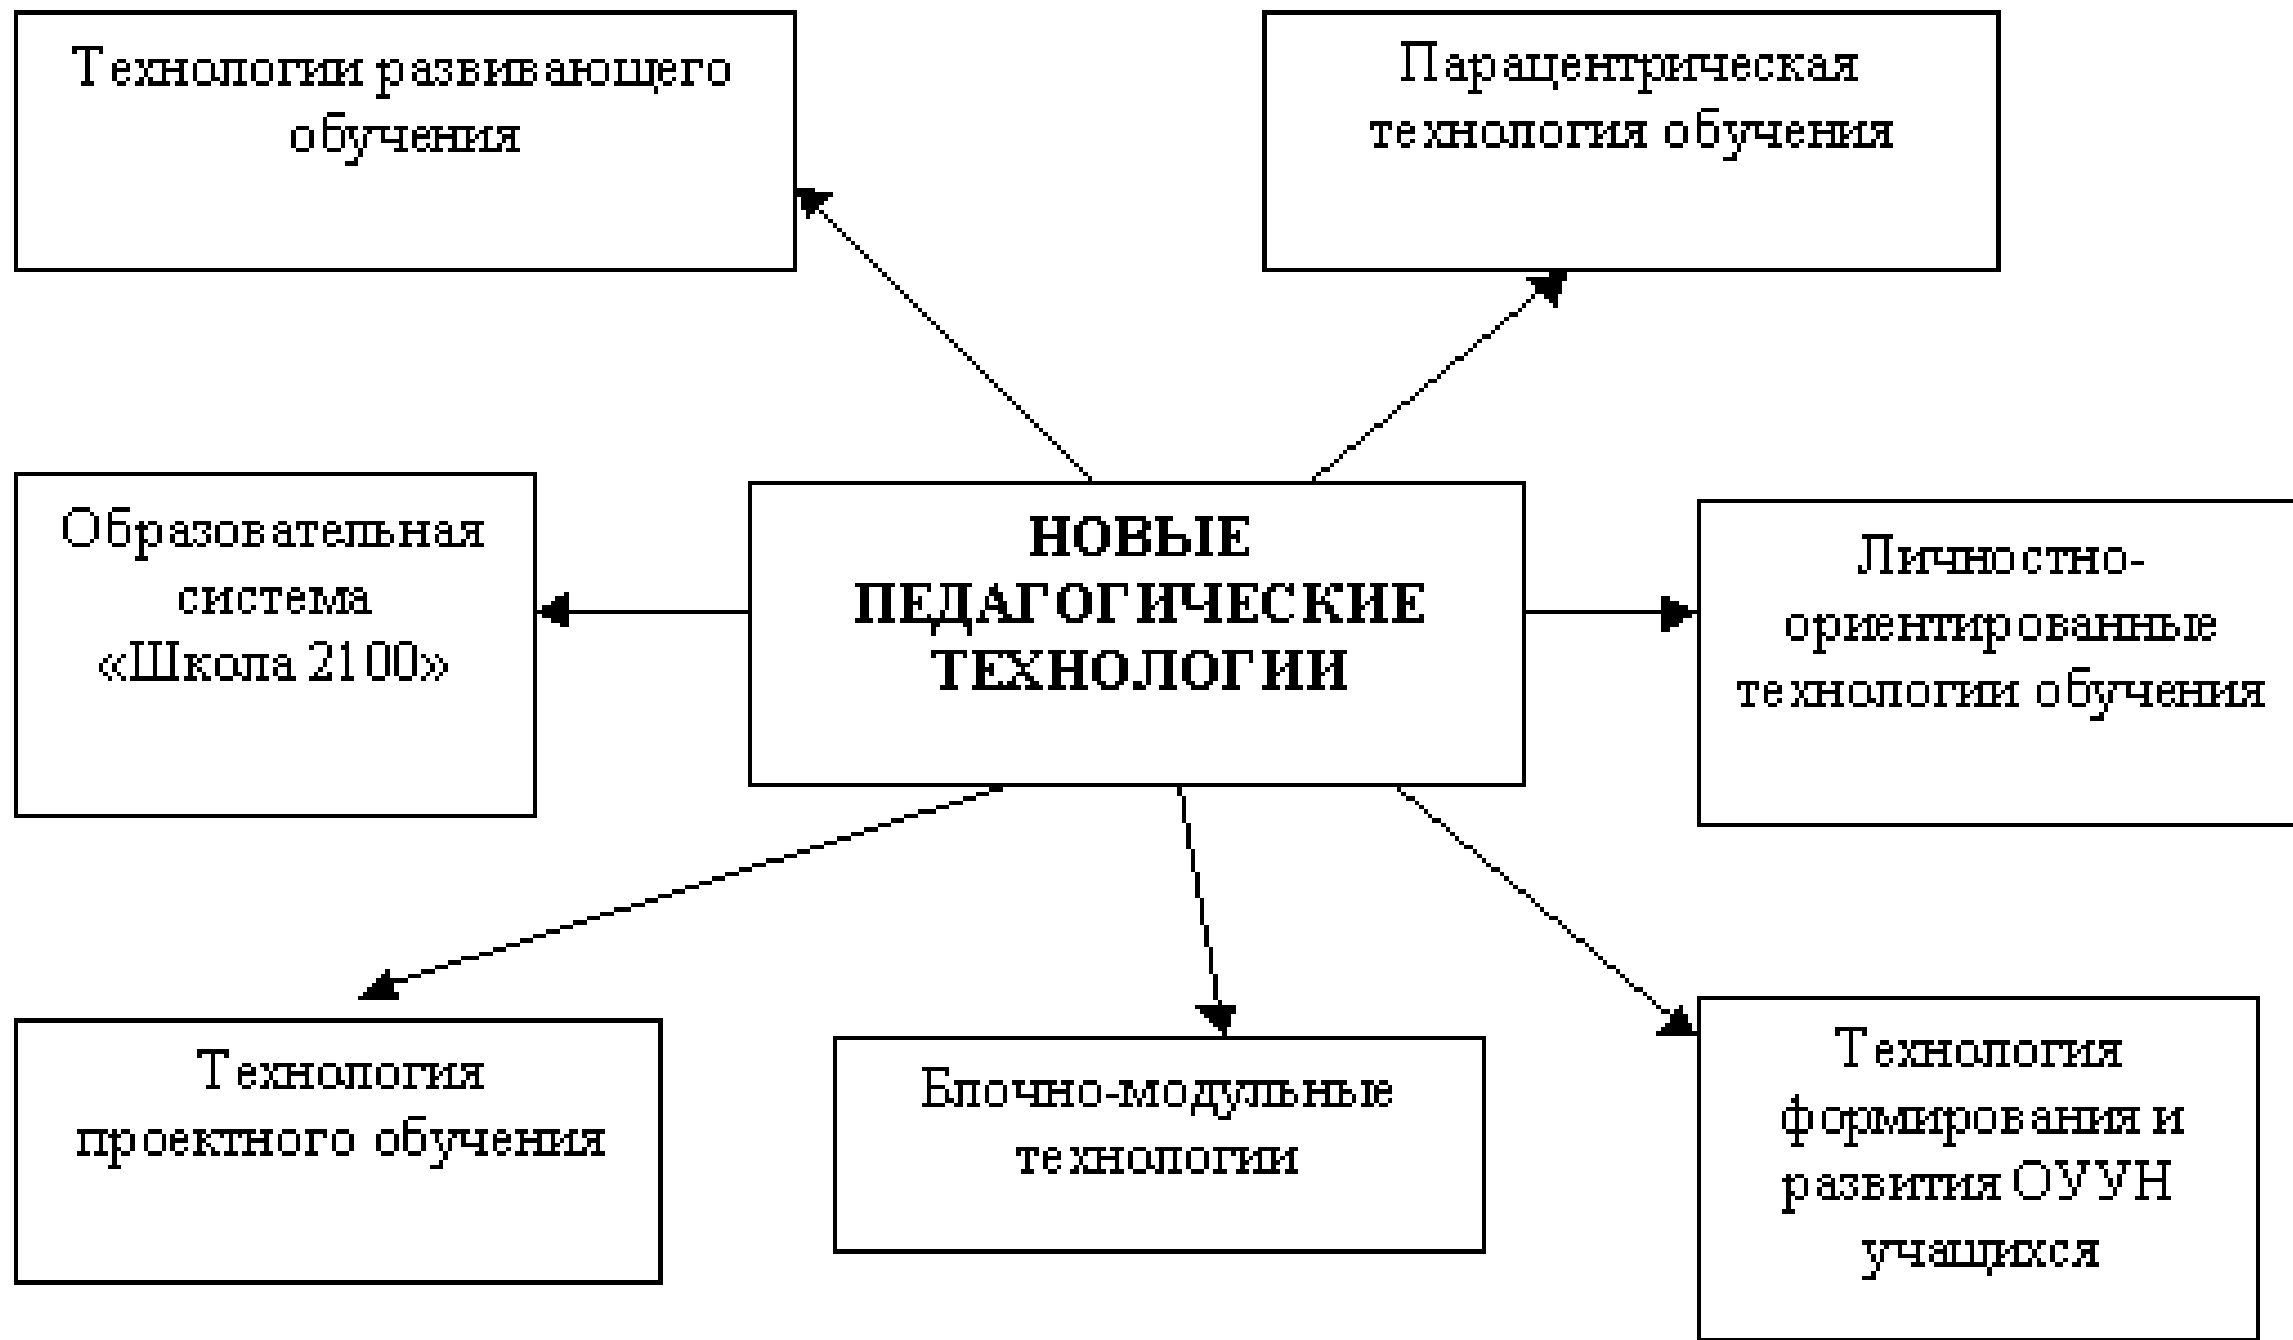 Технологии развивающего
обучения
Парацентрическая
технология обучения
Образовательная
система
«Школа 2100»
НОВЫЕ
ПЕДАГОГИЧЕСКИЕ
ТЕХНОЛОГИИ
Личностно-
ориентированные
технологии обучения
Технология
проектного обучения
Блочно-модульные
технологии
Технология
формирования и
развития ОУУН
учащихся